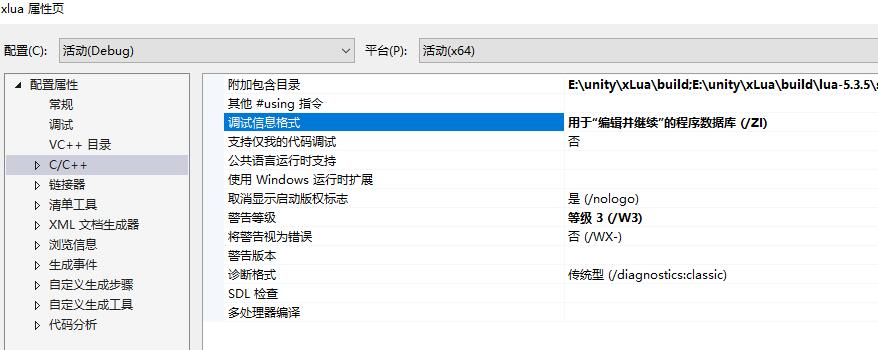 xlua 属性页
配置(C): 活动(Debug) 平台(P): 活动(x64)
配置属性
常规
调试
VC++ 目录
C/C++
链接器
清单工具
XML 文档生成器
浏览信息
生成事件
自定义生成步骤
自定义生成工具
代码分析
附加包含目录 E:\unity\xLua\build;E:\unity\xLua\build\lua-5.3.5\s
其他 #using 指令
调试信息格式 用于“编辑并继续”的程序数据库 (/ZI)
支持仅我的代码调试 否
公共语言运行时支持
使用 Windows 运行时扩展
取消显示启动版权标志 是 (/nologo)
警告等级 等级 3 (/W3)
将警告视为错误 否 (/WX-)
警告版本
诊断格式 传统型 (/diagnostics:classic)
SDL 检查
多处理器编译